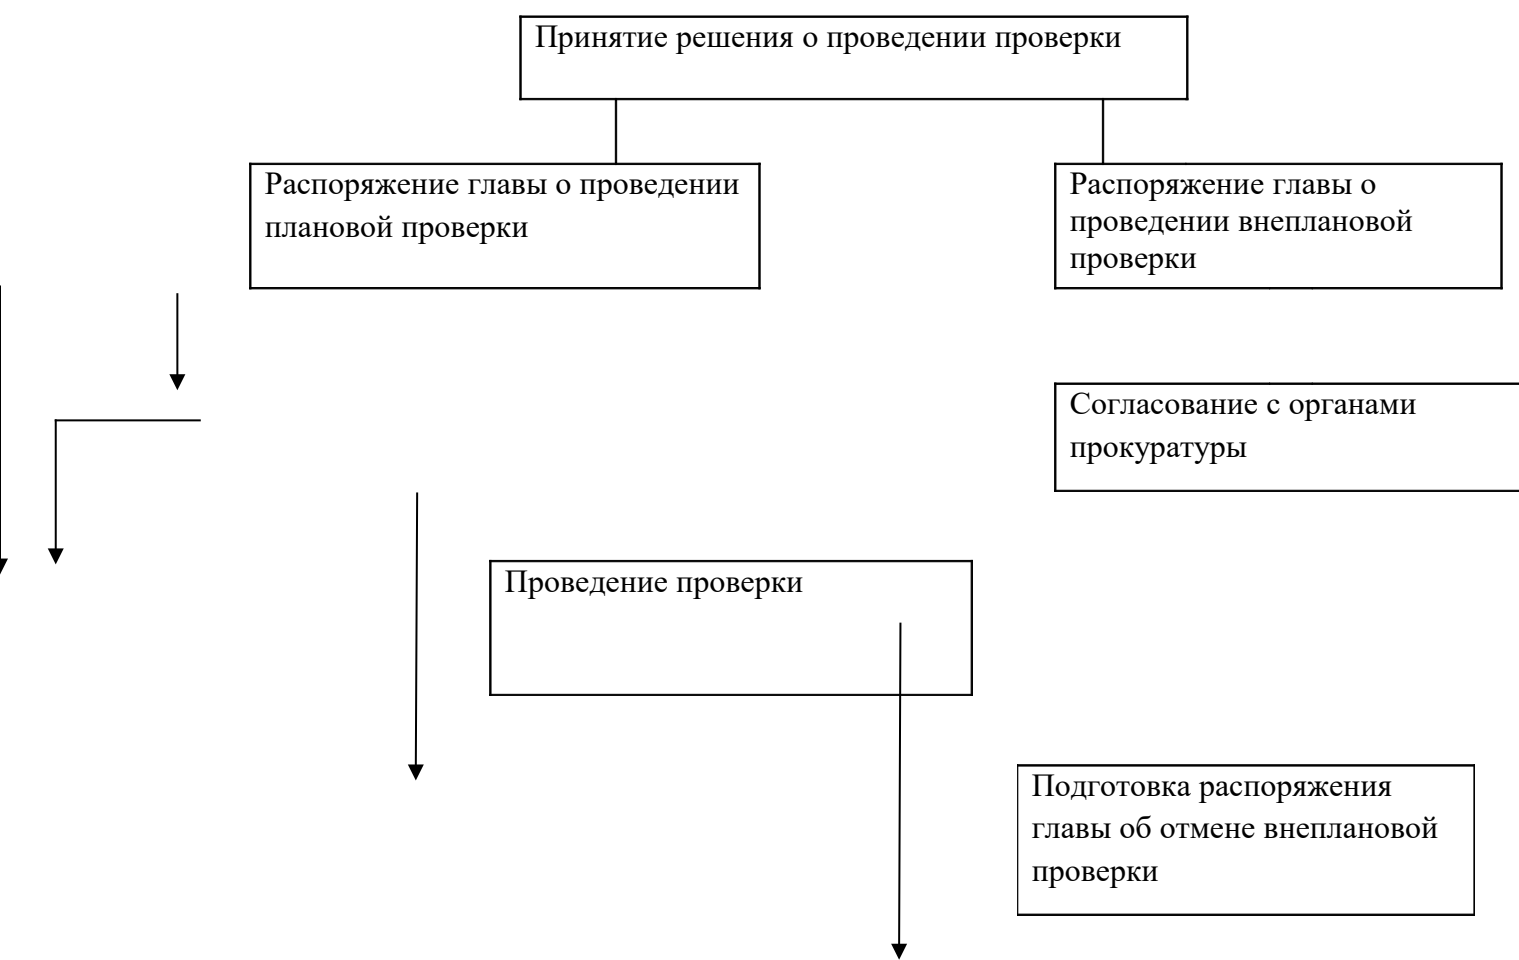 Принятие решения о проведении проверки
Распоряжение главы о проведении
плановой проверки
Распоряжение главы о
проведении внеплановой
проверки
Согласование с органами
прокуратуры
Проведение проверки
Подготовка распоряжения
главы об отмене внеплановой
проверки